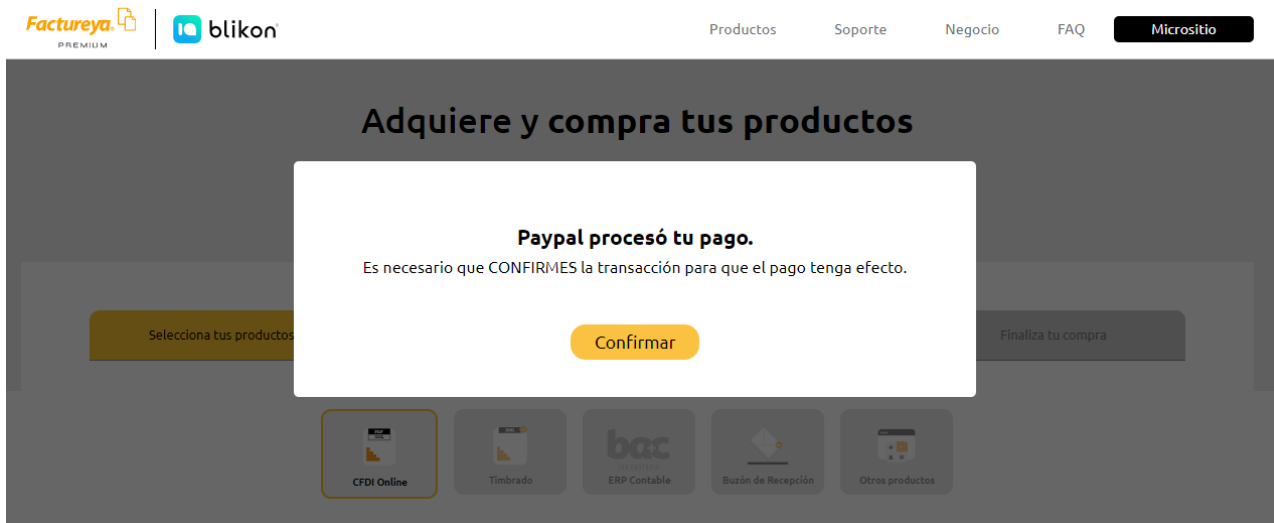 Factureya.
PREMIUM
blikon
Productos
Soporte
Negocio
FAQ
Micrositio
Adquiere y compra tus productos
Paypal procesó tu pago.
Es necesario que CONFIRMES la transacción para que el pago tenga efecto.
Confirmar
Selecciona tus productos
Finaliza tu compra
CFDI Online
Timbrado
bac
ERP Contable
Buzón de Recepción
Otros productos